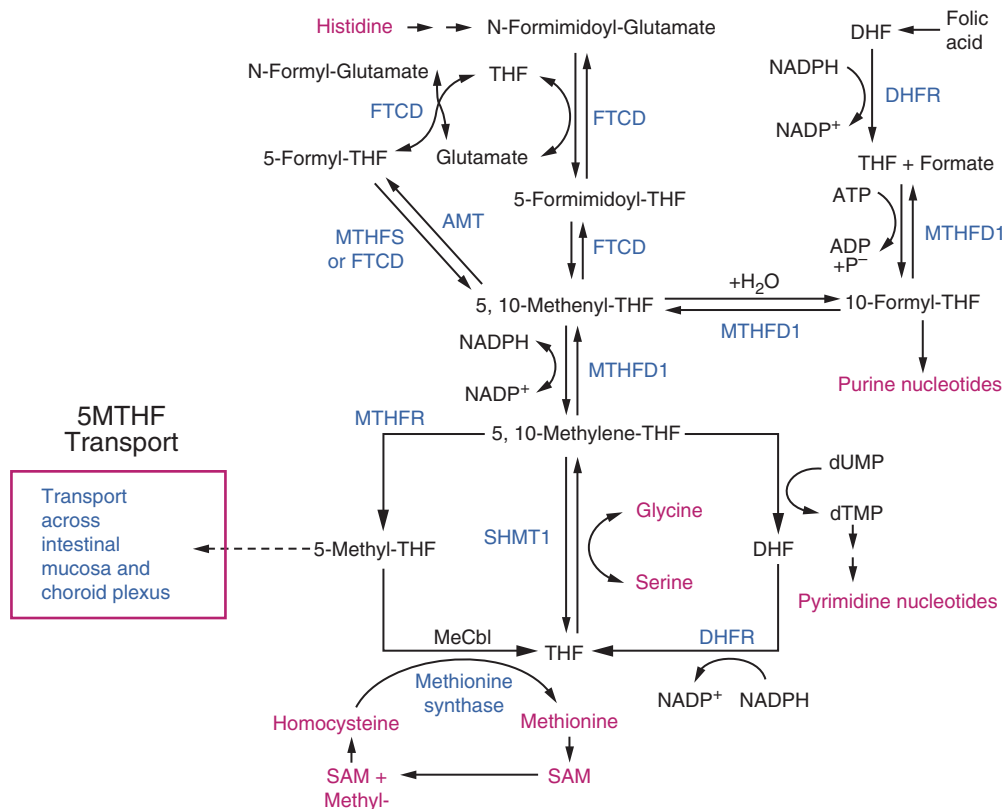 Histidine
N-Formimidoyl-Glutamate
DHF
Folic
acid
N-Formyl-Glutamate
THF
NADPH
DHFR
NADP⁺
FTCD
FTCD
5-Formyl-THF
Glutamate
THF + Formate
5-Formimidoyl-THF
ATP
MTHFD1
ADP
+P⁻
AMT
MTHFS
or FTCD
FTCD
+H₂O
5, 10-Methenyl-THF
10-Formyl-THF
MTHFD1
NADPH
MTHFD1
NADP⁺
Purine nucleotides
5MTHF
Transport
MTHFR
5, 10-Methylene-THF
dUMP
dTMP
Transport
across
intestinal
mucosa and
choroid plexus
5-Methyl-THF
SHMT1
Glycine
Serine
DHF
Pyrimidine nucleotides
MeCbl
THF
DHFR
NADP⁺
NADPH
Methionine
synthase
Homocysteine
Methionine
SAM +
Methyl-
SAM